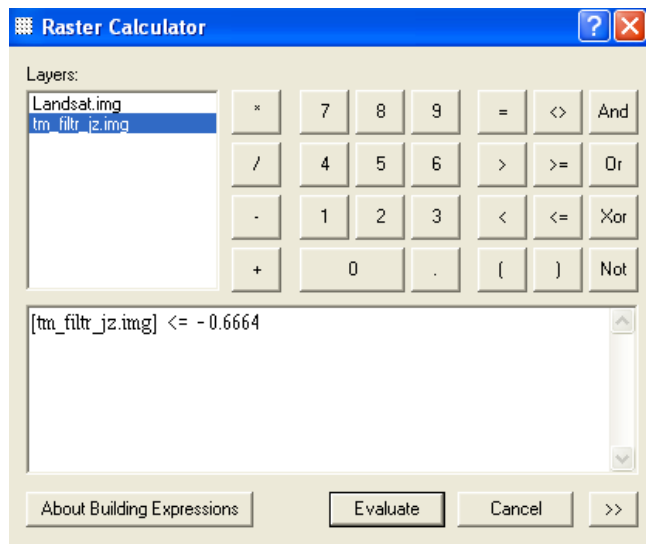 Raster Calculator
Layers:
Landsat.img
tm_filtr_jz.img
* 7 8 9 = <> And
/ 4 5 6 > >= Or
- 1 2 3 < <= Xor
+ 0 . ( ) Not
[tm_filtr_jz.img] <= - 0.6664
About Building Expressions Evaluate Cancel >>